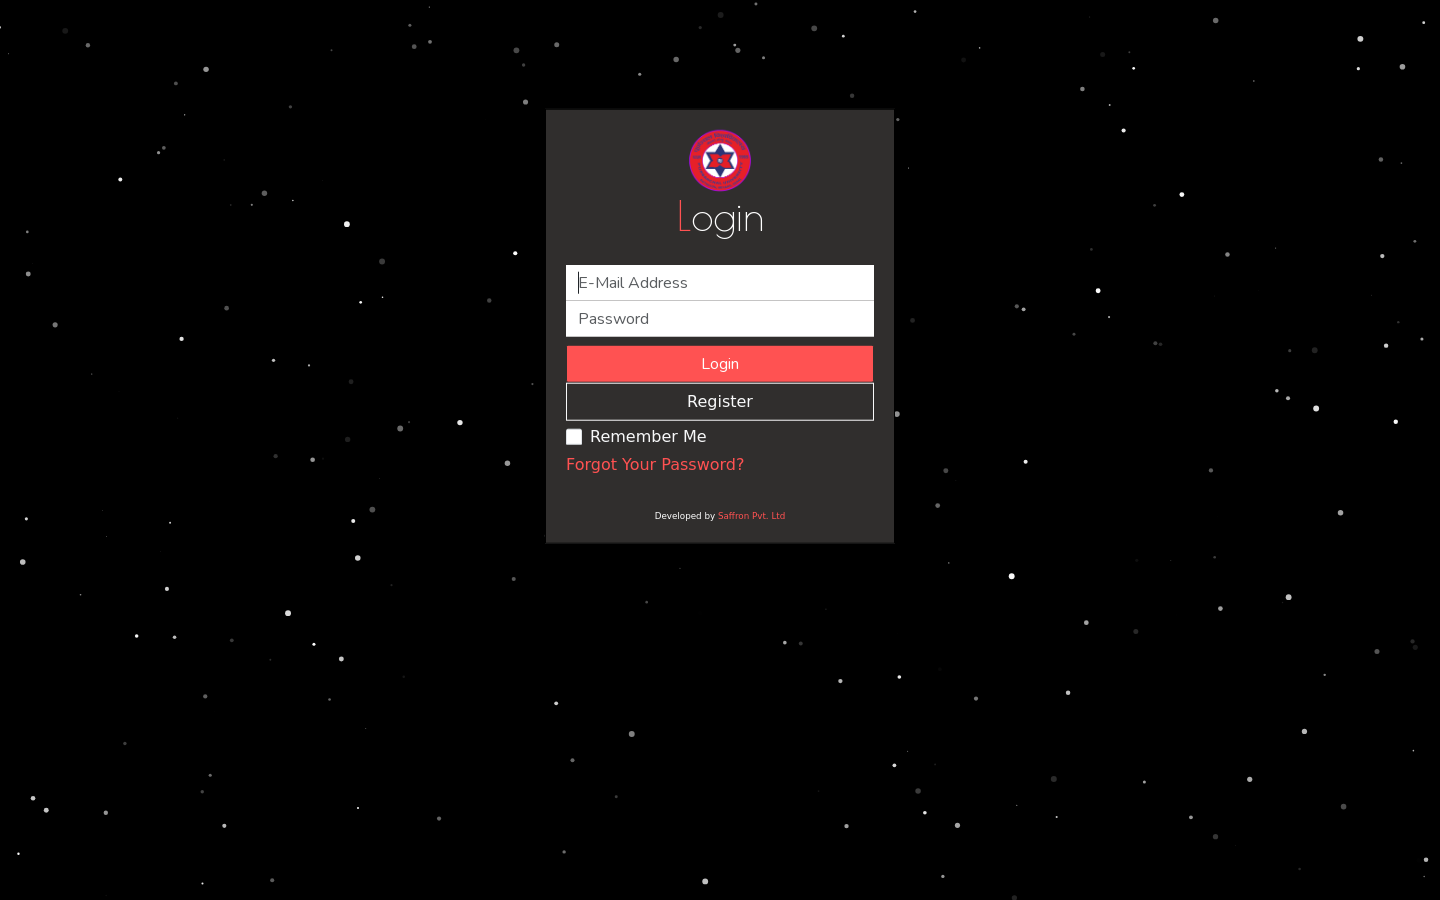 Login
E-Mail Address
Password
Login
Register
Remember Me
Forgot Your Password?
Developed by Saffron Pvt. Ltd